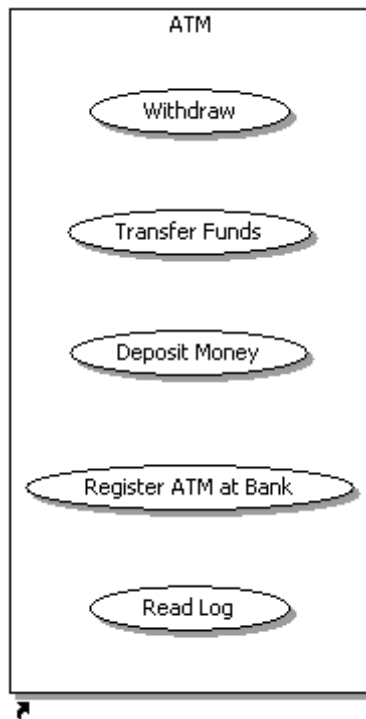 ATM
Withdraw
Transfer Funds
Deposit Money
Register ATM at Bank
Read Log